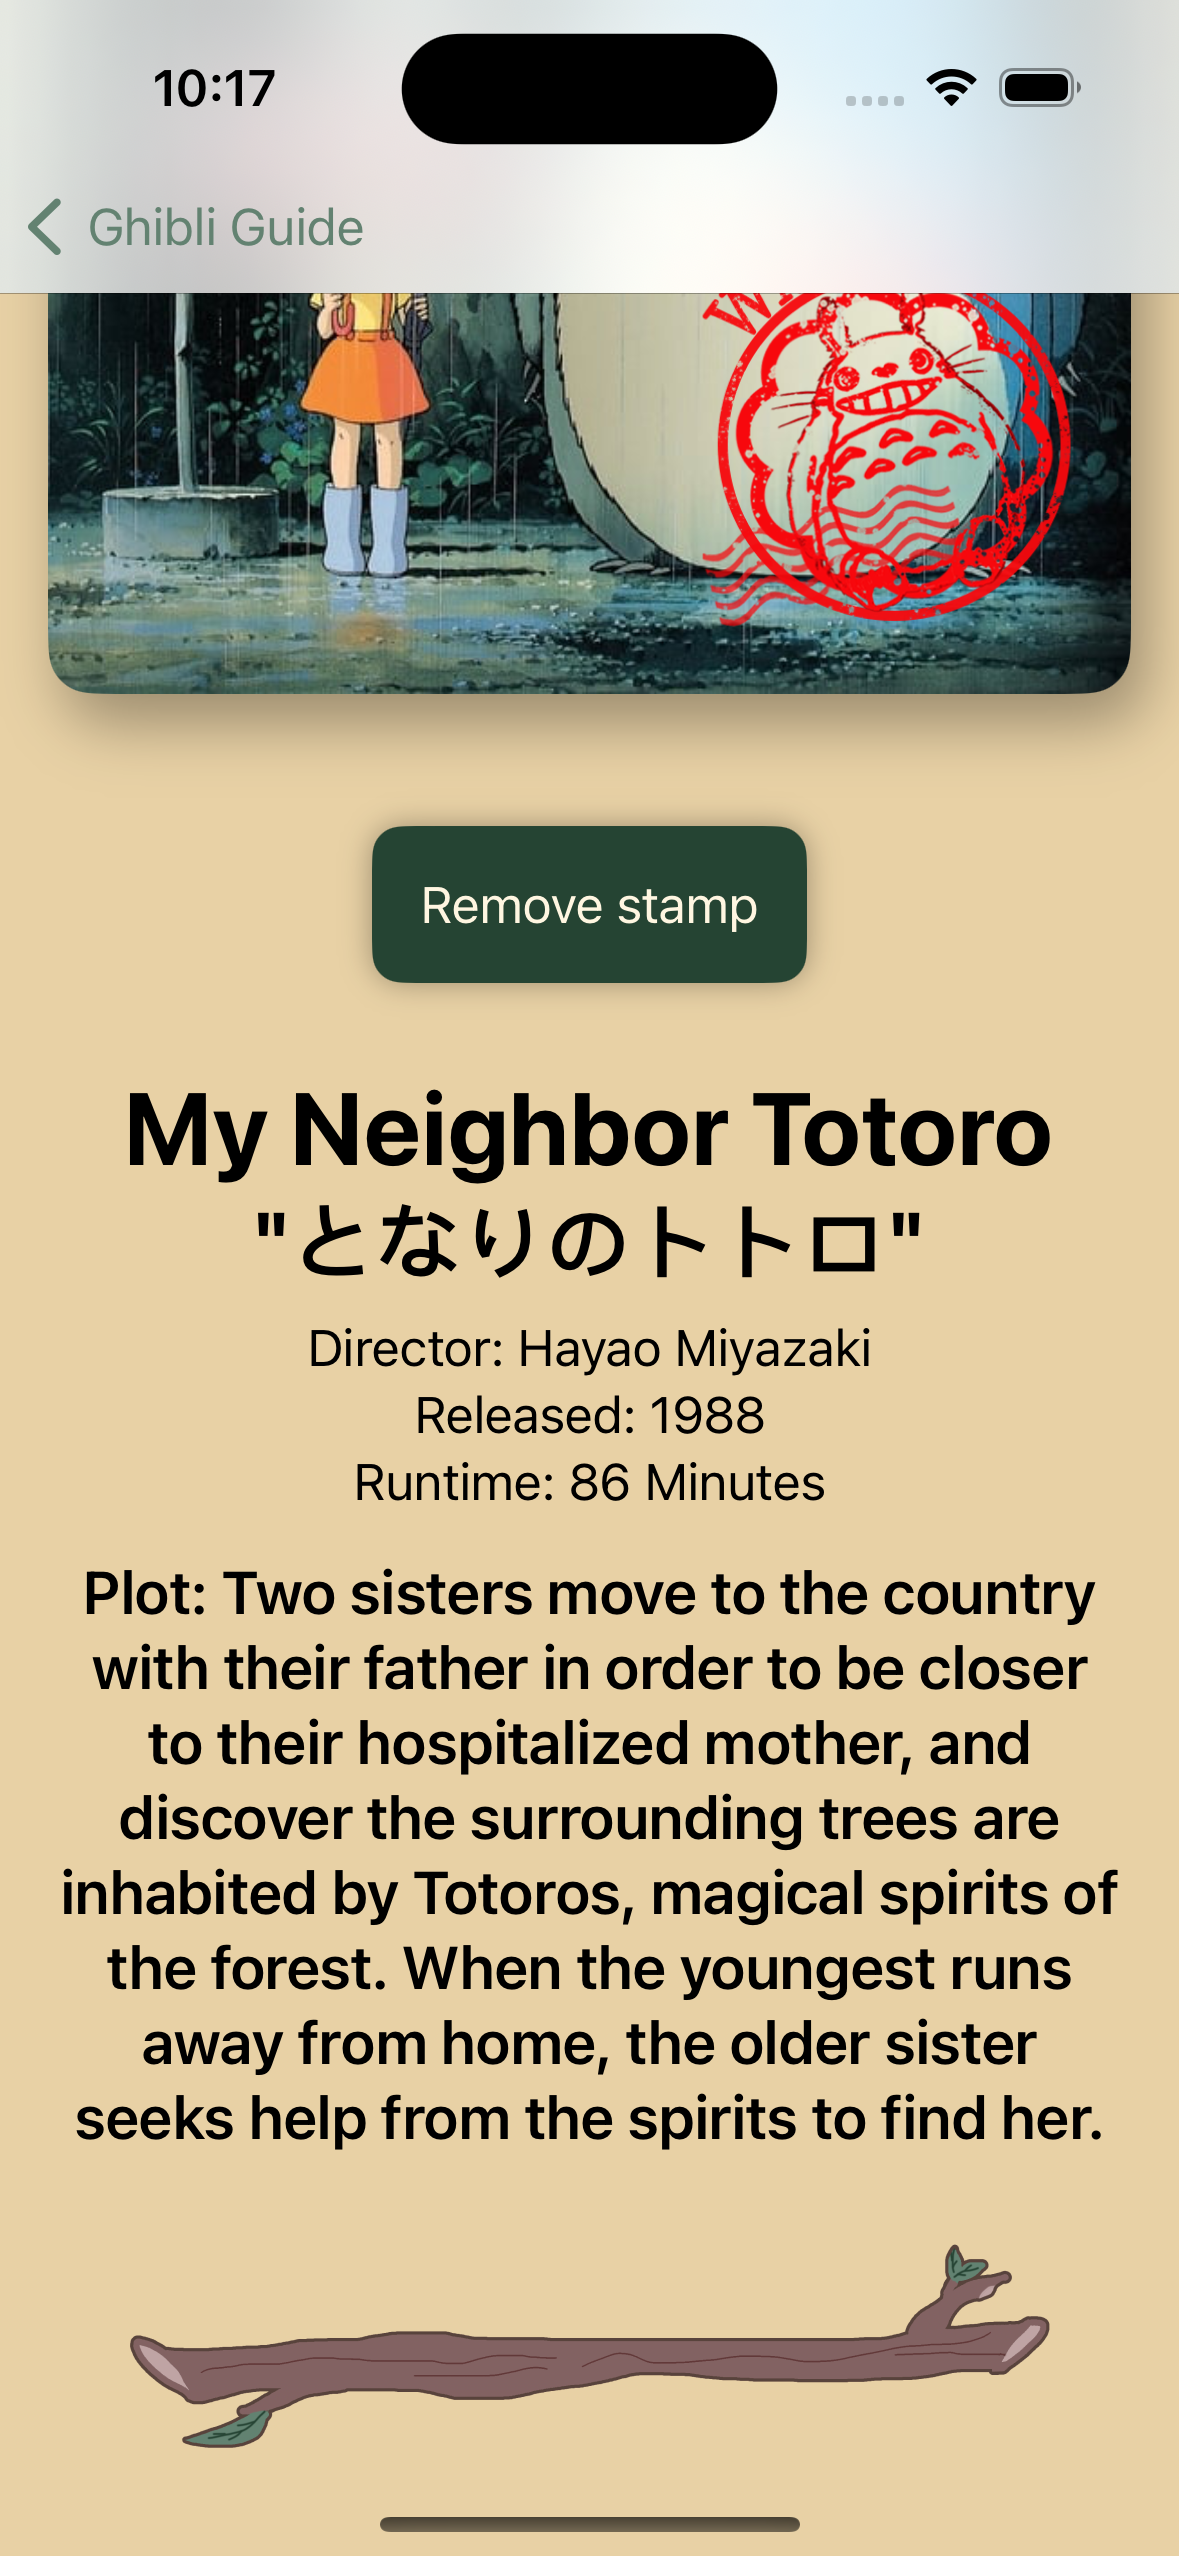 10:17
Ghibli Guide
Remove stamp
My Neighbor Totoro
"となりのトトロ"
Director: Hayao Miyazaki
Released: 1988
Runtime: 86 Minutes
Plot: Two sisters move to the country
with their father in order to be closer
to their hospitalized mother, and
discover the surrounding trees are
inhabited by Totoros, magical spirits of
the forest. When the youngest runs
away from home, the older sister
seeks help from the spirits to find her.